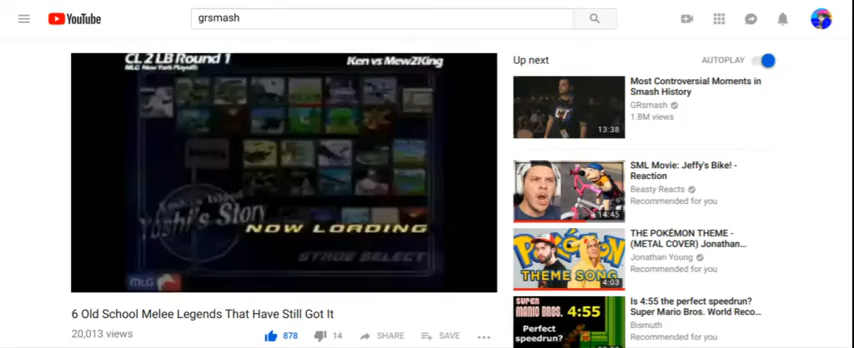 YouTube
grsmash
CL 2 LB Round 1
MLG New York Playoffs
Ken vs Mew2King
Yoshi's Story
NOW LOADING
STAGE SELECT
MLG
6 Old School Melee Legends That Have Still Got It
20,013 views
878
14
SHARE
SAVE
Up next
AUTOPLAY
13:38
Most Controversial Moments in
Smash History
GRsmash
1.8M views
14:45
SML Movie: Jeffy's Bike! -
Reaction
Beasty Reacts
Recommended for you
POKÉMON
THEME SONG
4:03
THE POKÉMON THEME -
(METAL COVER) Jonathan...
Jonathan Young
Recommended for you
SUPER
MARIO BROS.
4:55
Perfect
speedrun?
Is 4:55 the perfect speedrun?
Super Mario Bros. World Reco...
Bismuth
Recommended for you